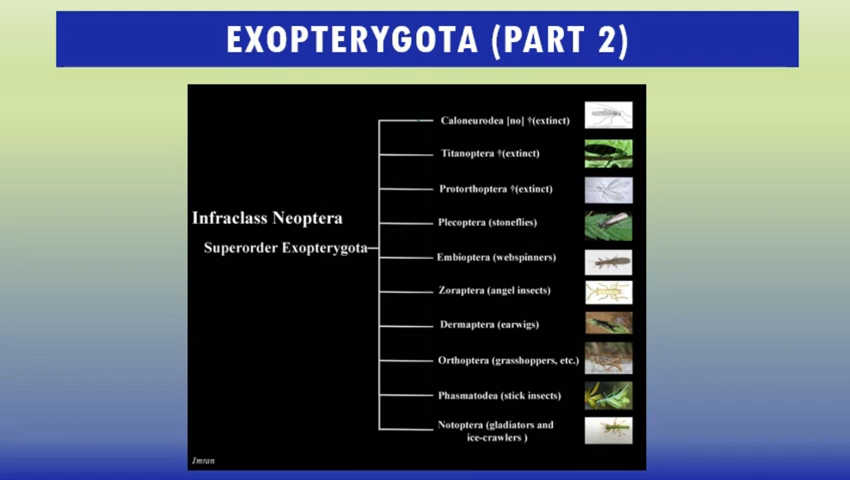 EXOPTERYGOTA (PART 2)
Caloneurodea [no] †(extinct)
Titanoptera †(extinct)
Protorthoptera †(extinct)
Infraclass Neoptera
Plecoptera (stoneflies)
Superorder Exopterygota
Embioptera (webspinners)
Zoraptera (angel insects)
Dermaptera (earwigs)
Orthoptera (grasshoppers, etc.)
Phasmatodea (stick insects)
Notoptera (gladiators and
ice-crawlers )
Imran